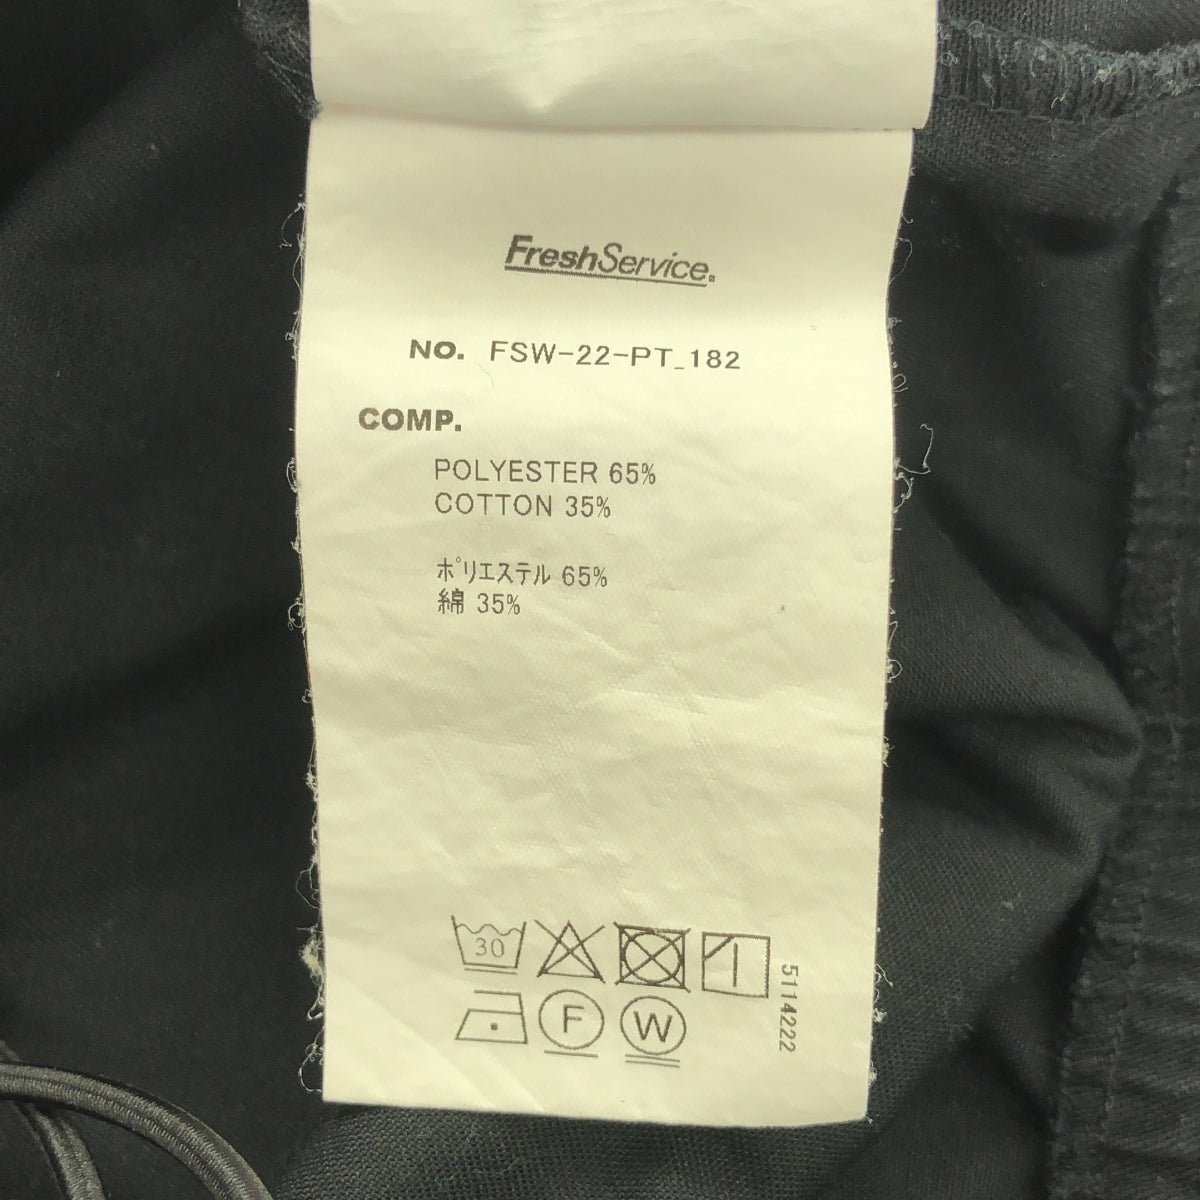 FreshService®
NO. FSW-22-PT_182
COMP.
POLYESTER 65%
COTTON 35%
ポリエステル 65%
綿 35%
30
F W
5114222